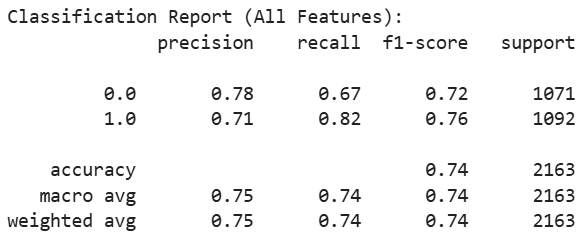 Classification Report (All Features):
precision recall f1-score support
0.0 0.78 0.67 0.72 1071
1.0 0.71 0.82 0.76 1092
accuracy 0.74 2163
macro avg 0.75 0.74 0.74 2163
weighted avg 0.75 0.74 0.74 2163